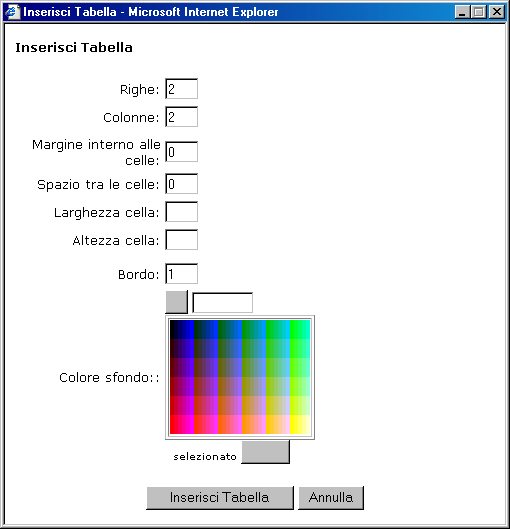 Inserisci Tabella - Microsoft Internet Explorer
Inserisci Tabella
Righe: 2
Colonne: 2
Margine interno alle
celle: 0
Spazio tra le celle: 0
Larghezza cella:
Altezza cella:
Bordo: 1
Colore sfondo::
selezionato
Inserisci Tabella Annulla